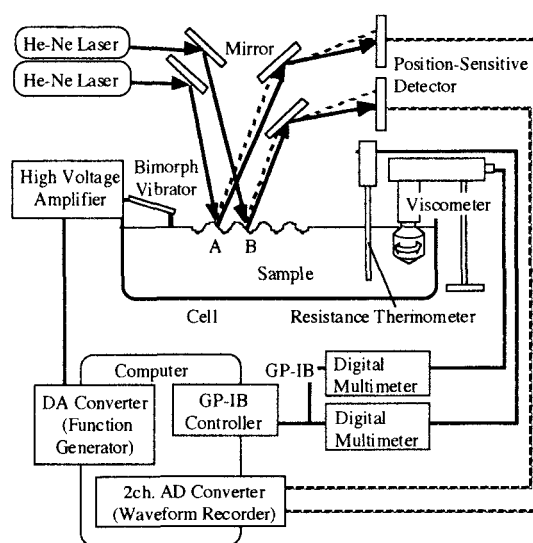 He-Ne Laser
He-Ne Laser
Mirror
Position-Sensitive
Detector
High Voltage
Amplifier
Bimorph
Vibrator
Viscometer
A
B
Sample
Cell
Resistance Thermometer
Computer
GP-IB
Digital
Multimeter
DA Converter
(Function
Generator)
GP-IB
Controller
Digital
Multimeter
2ch. AD Converter
(Waveform Recorder)